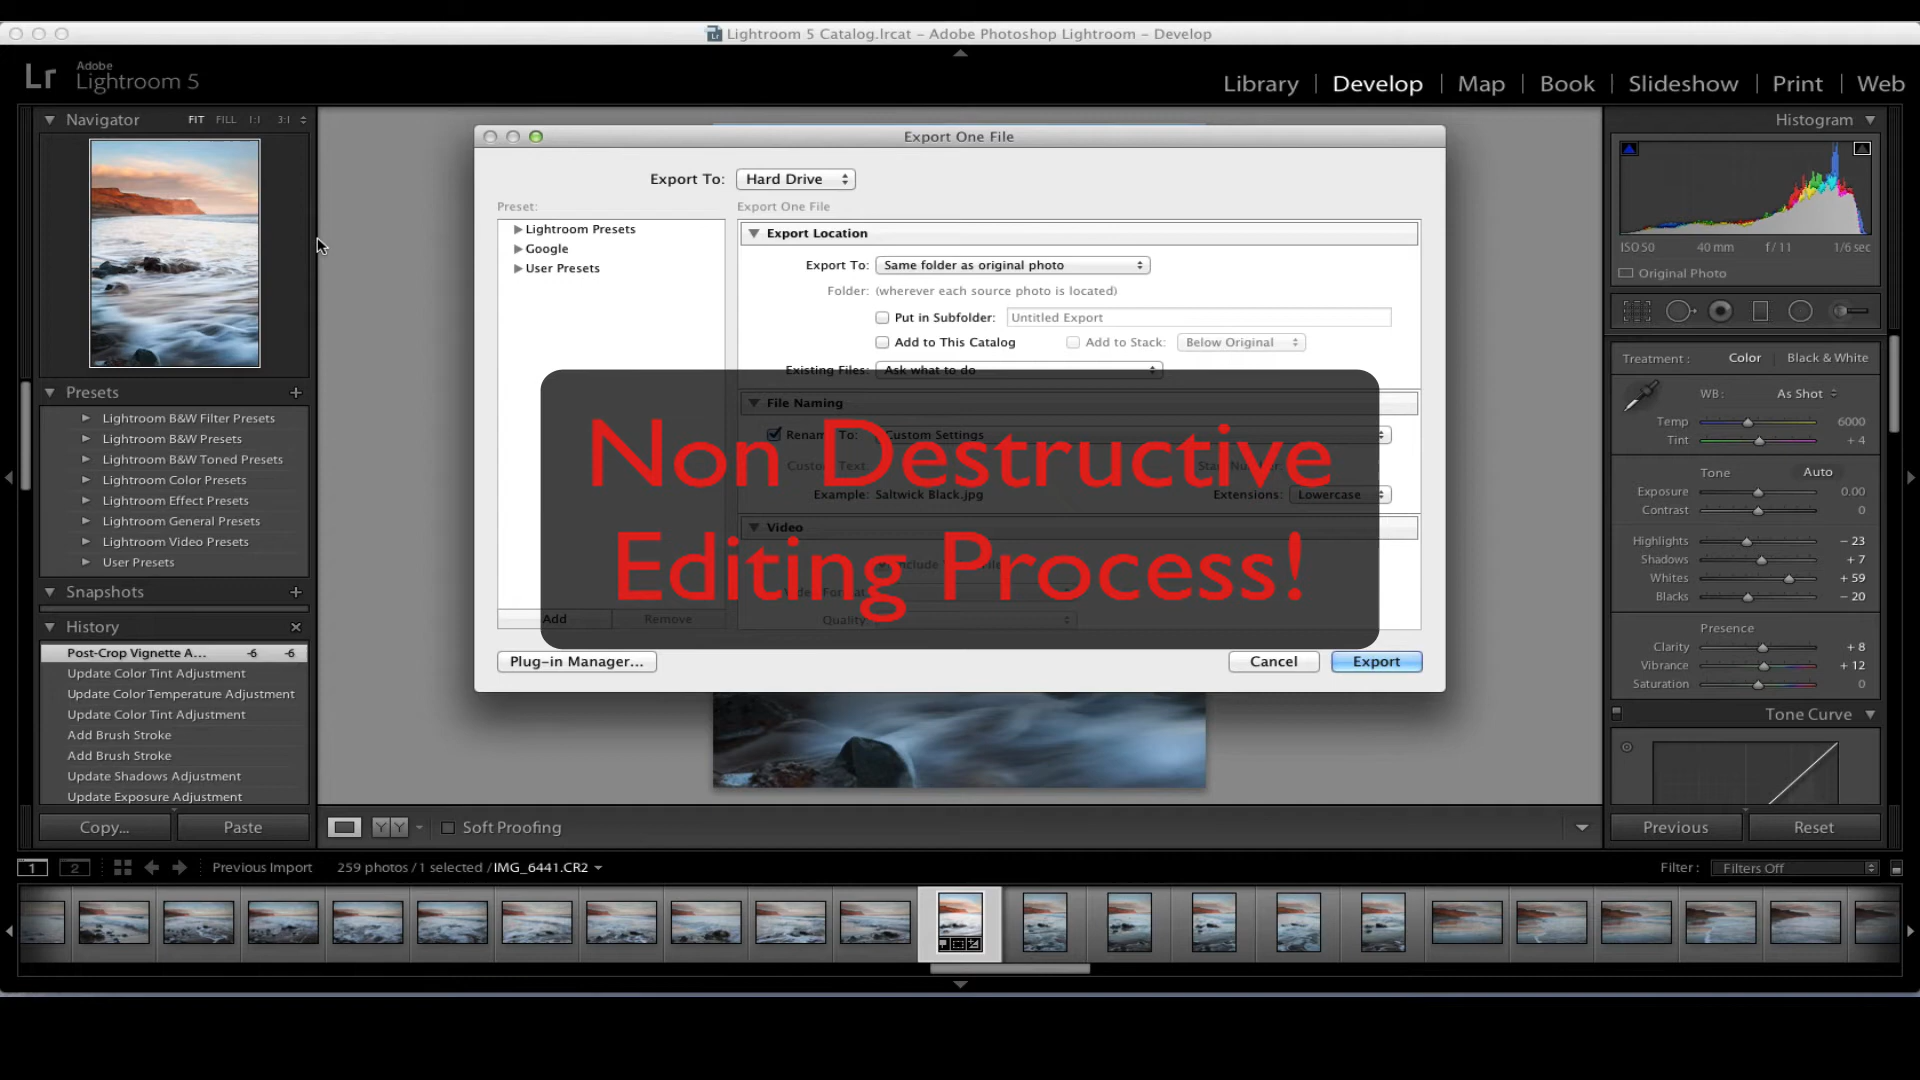 Lightroom 5 Catalog.lrcat – Adobe Photoshop Lightroom – Develop
Lr
Adobe
Lightroom 5
Library | Develop | Map | Book | Slideshow | Print | Web
Navigator FIT FILL 1:1 3:1
Presets +
Lightroom B&W Filter Presets
Lightroom B&W Presets
Lightroom B&W Toned Presets
Lightroom Color Presets
Lightroom Effect Presets
Lightroom General Presets
Lightroom Video Presets
User Presets
Snapshots +
History ×
Post-Crop Vignette A... -6 -6
Update Color Tint Adjustment
Update Color Temperature Adjustment
Update Color Tint Adjustment
Add Brush Stroke
Add Brush Stroke
Update Shadows Adjustment
Update Exposure Adjustment
Copy... Paste
Export One File
Export To: Hard Drive
Preset:
Lightroom Presets
Google
User Presets
Add Remove
Export One File
Export Location
Export To: Same folder as original photo
Folder: (wherever each source photo is located)
Put in Subfolder: Untitled Export
Add to This Catalog Add to Stack: Below Original
Existing Files: Ask what to do
File Naming
Rename To: Custom Settings
Example: Saltwick Black.jpg Extensions: Lowercase
Video
Quality:
Non Destructive
Editing Process!
Plug-in Manager... Cancel Export
Histogram
ISO 50 40 mm f / 11 1/6 sec
Original Photo
Treatment : Color Black & White
WB : As Shot
Temp 6000
Tint + 4
Tone Auto
Exposure 0.00
Contrast 0
Highlights – 23
Shadows + 7
Whites + 59
Blacks – 20
Presence
Clarity + 8
Vibrance + 12
Saturation 0
Tone Curve
Previous Reset
Y Y Soft Proofing
1 2 Previous Import 259 photos / 1 selected / IMG_6441.CR2
Filter : Filters Off